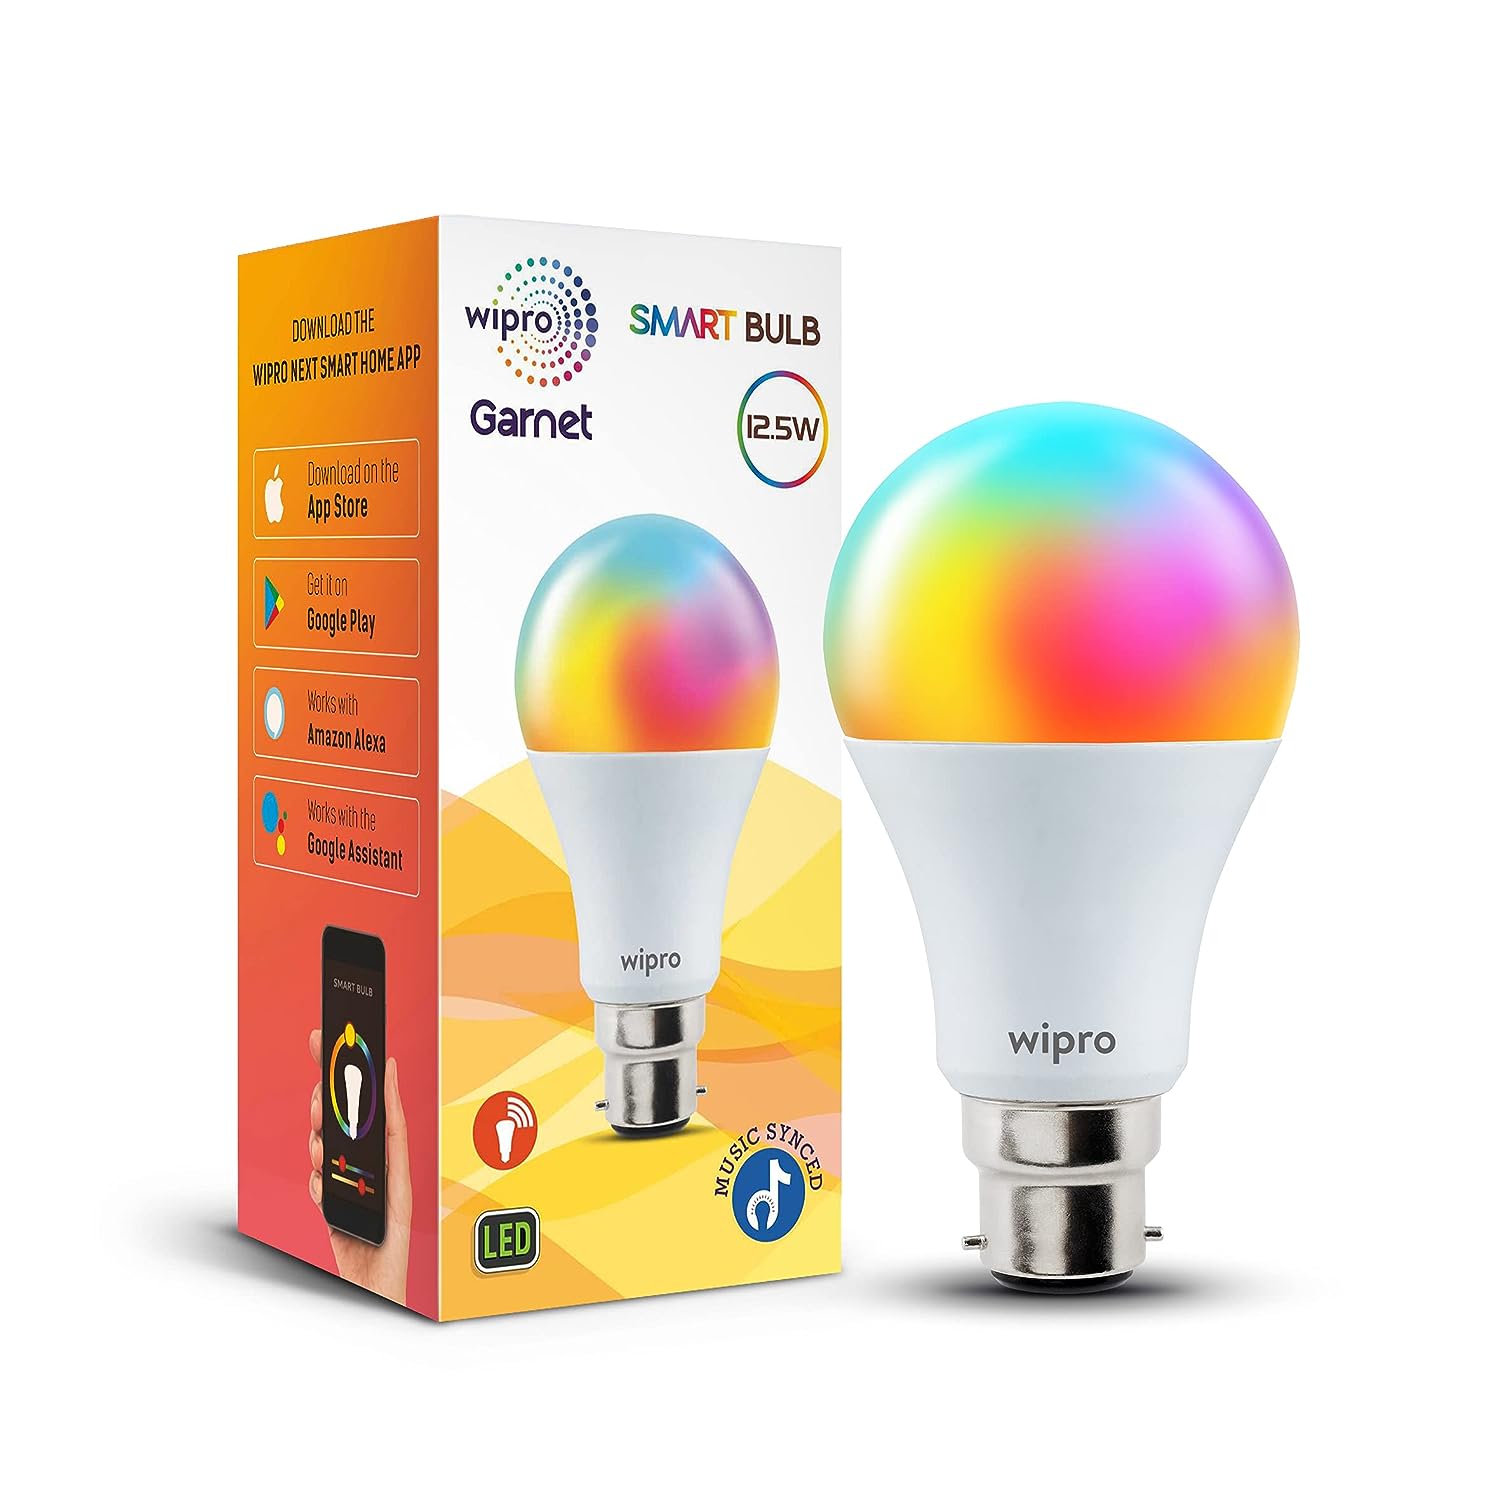 DOWNLOAD THE
WIPRO NEXT SMART HOME APP
Download on the
App Store
Get it on
Google Play
Works with
Amazon Alexa
Works with the
Google Assistant
SMART BULB
wipro
Garnet
SMART BULB
12.5W
wipro
MUSIC SYNCED
LED
wipro